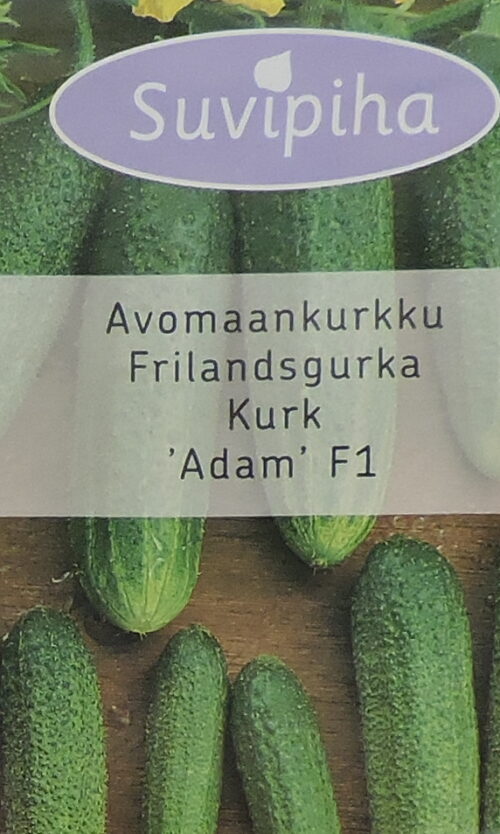 Suvipiha
Avomaankurkku
Frilandsgurka
Kurk
'Adam' F1